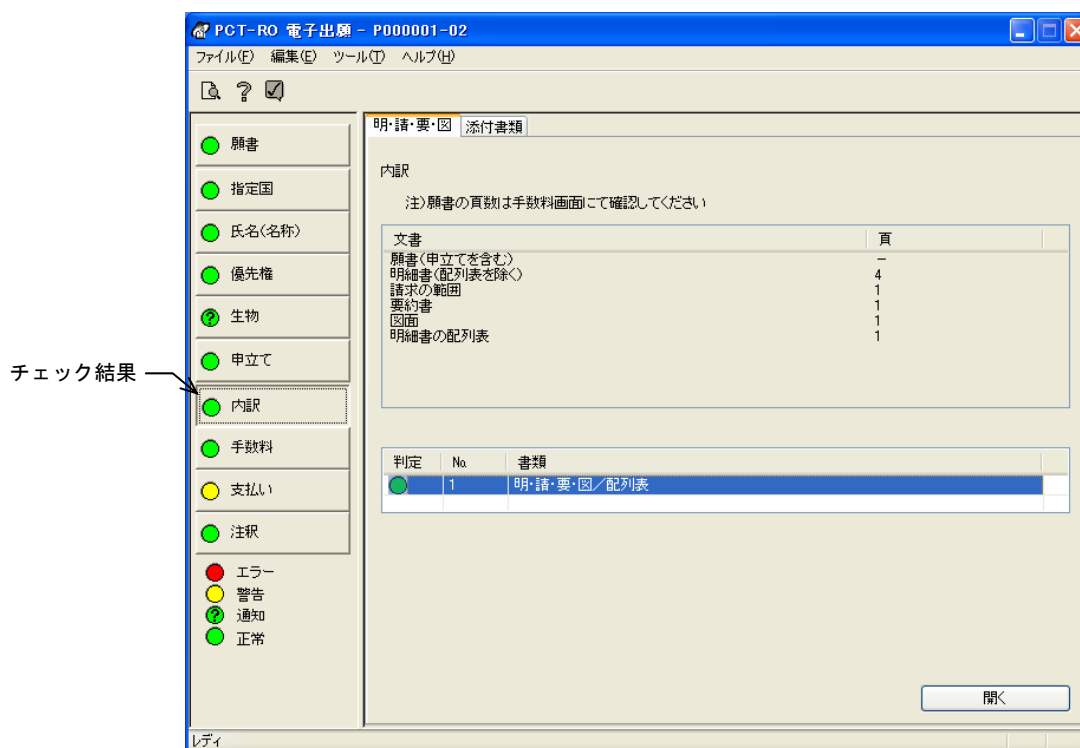 PCT-RO 電子出願 - P000001-02
ファイル(F) 編集(E) ツール(T) ヘルプ(H)
願書
指定国
氏名(名称)
優先権
生物
申立て
内訳
手数料
支払い
注釈
エラー
警告
通知
正常
チェック結果
明・請・要・図 添付書類
内訳
注)願書の頁数は手数料画面にて確認してください
文書 頁
願書(申立てを含む) -
明細書(配列表を除く) 4
請求の範囲 1
要約書 1
図面 1
明細書の配列表 1
判定 No. 書類
1 明・請・要・図/配列表
開く
レディ